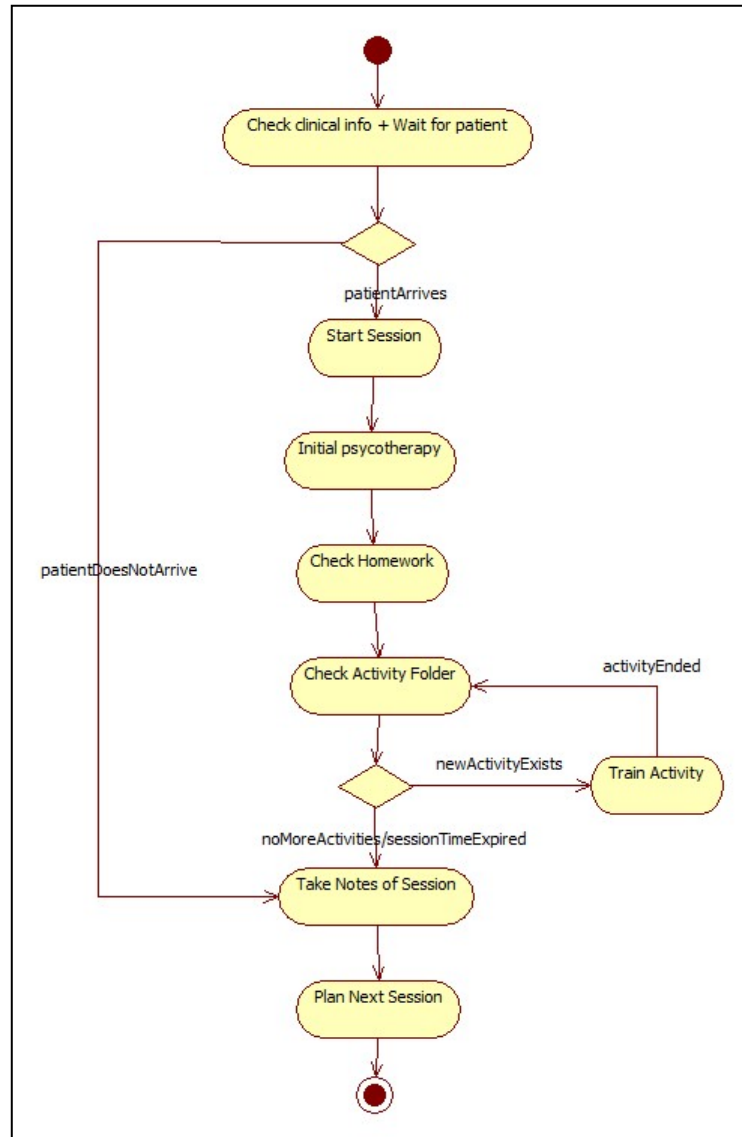 Check clinical info + Wait for patient
patientArrives
Start Session
Initial psycotherapy
patientDoesNotArrive
Check Homework
Check Activity Folder
activityEnded
newActivityExists
Train Activity
noMoreActivities/sessionTimeExpired
Take Notes of Session
Plan Next Session